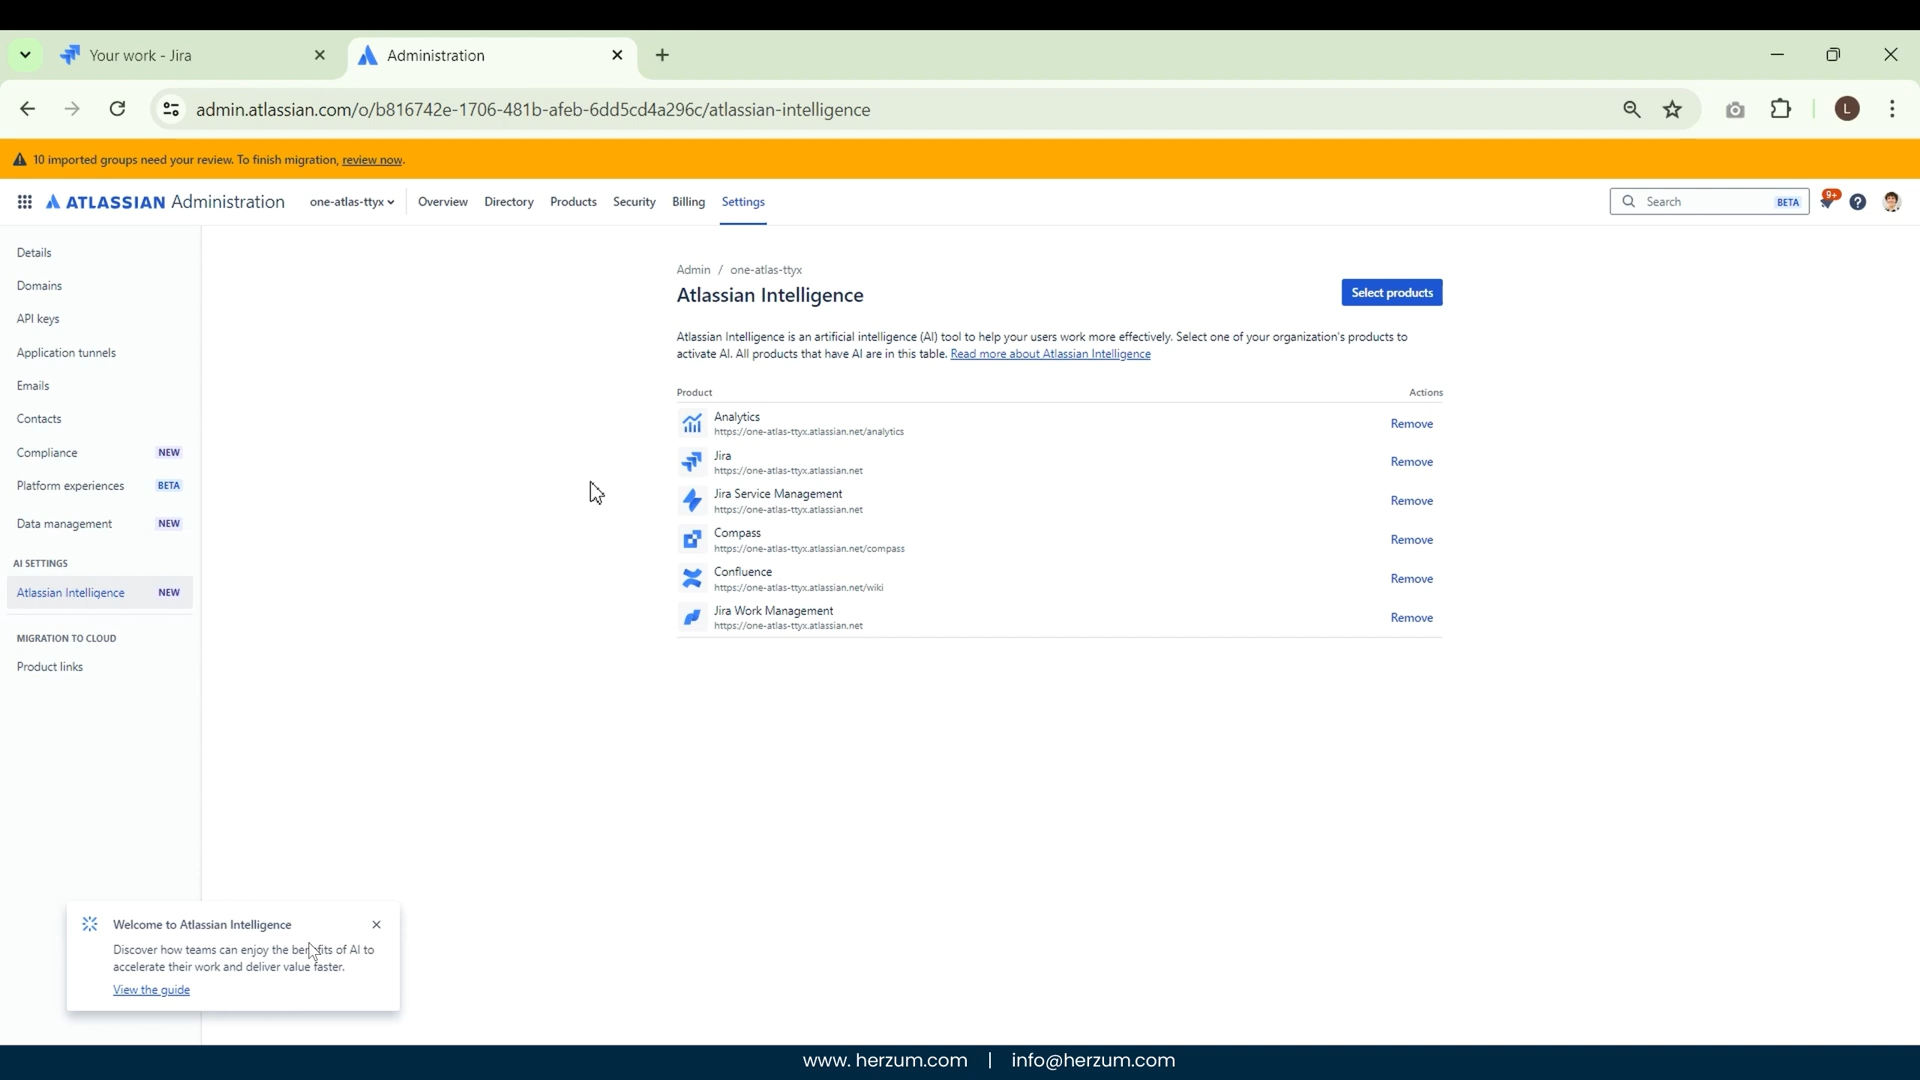 Your work - Jira
Administration
admin.atlassian.com/o/b816742e-1706-481b-afeb-6dd5cd4a296c/atlassian-intelligence
L
10 imported groups need your review. To finish migration, review now.
ATLASSIAN Administration
one-atlas-ttyx
Overview
Directory
Products
Security
Billing
Settings
Search
BETA
9+
Details
Domains
API keys
Application tunnels
Emails
Contacts
Compliance NEW
Platform experiences BETA
Data management NEW
AI SETTINGS
Atlassian Intelligence NEW
MIGRATION TO CLOUD
Product links
Admin / one-atlas-ttyx
Atlassian Intelligence
Select products
Atlassian Intelligence is an artificial intelligence (AI) tool to help your users work more effectively. Select one of your organization's products to
activate AI. All products that have AI are in this table. Read more about Atlassian Intelligence
Product Actions
Analytics
https://one-atlas-ttyx.atlassian.net/analytics
Remove
Jira
https://one-atlas-ttyx.atlassian.net
Remove
Jira Service Management
https://one-atlas-ttyx.atlassian.net
Remove
Compass
https://one-atlas-ttyx.atlassian.net/compass
Remove
Confluence
https://one-atlas-ttyx.atlassian.net/wiki
Remove
Jira Work Management
https://one-atlas-ttyx.atlassian.net
Remove
Welcome to Atlassian Intelligence
Discover how teams can enjoy the benefits of AI to
accelerate their work and deliver value faster.
View the guide
www. herzum.com | info@herzum.com